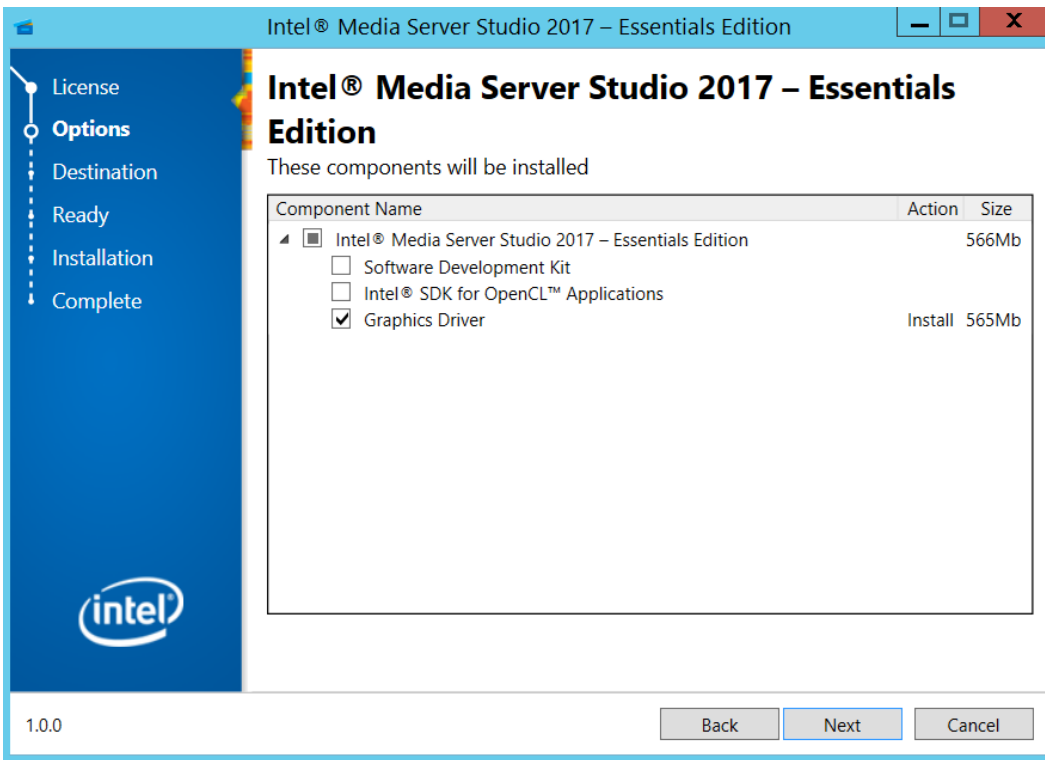 Intel® Media Server Studio 2017 – Essentials Edition
X
License
Options
Destination
Ready
Installation
Complete
intel®
Intel® Media Server Studio 2017 – Essentials
Edition
These components will be installed
Component Name Action Size
Intel® Media Server Studio 2017 – Essentials Edition 566Mb
Software Development Kit
Intel® SDK for OpenCL™ Applications
Graphics Driver Install 565Mb
1.0.0 Back Next Cancel